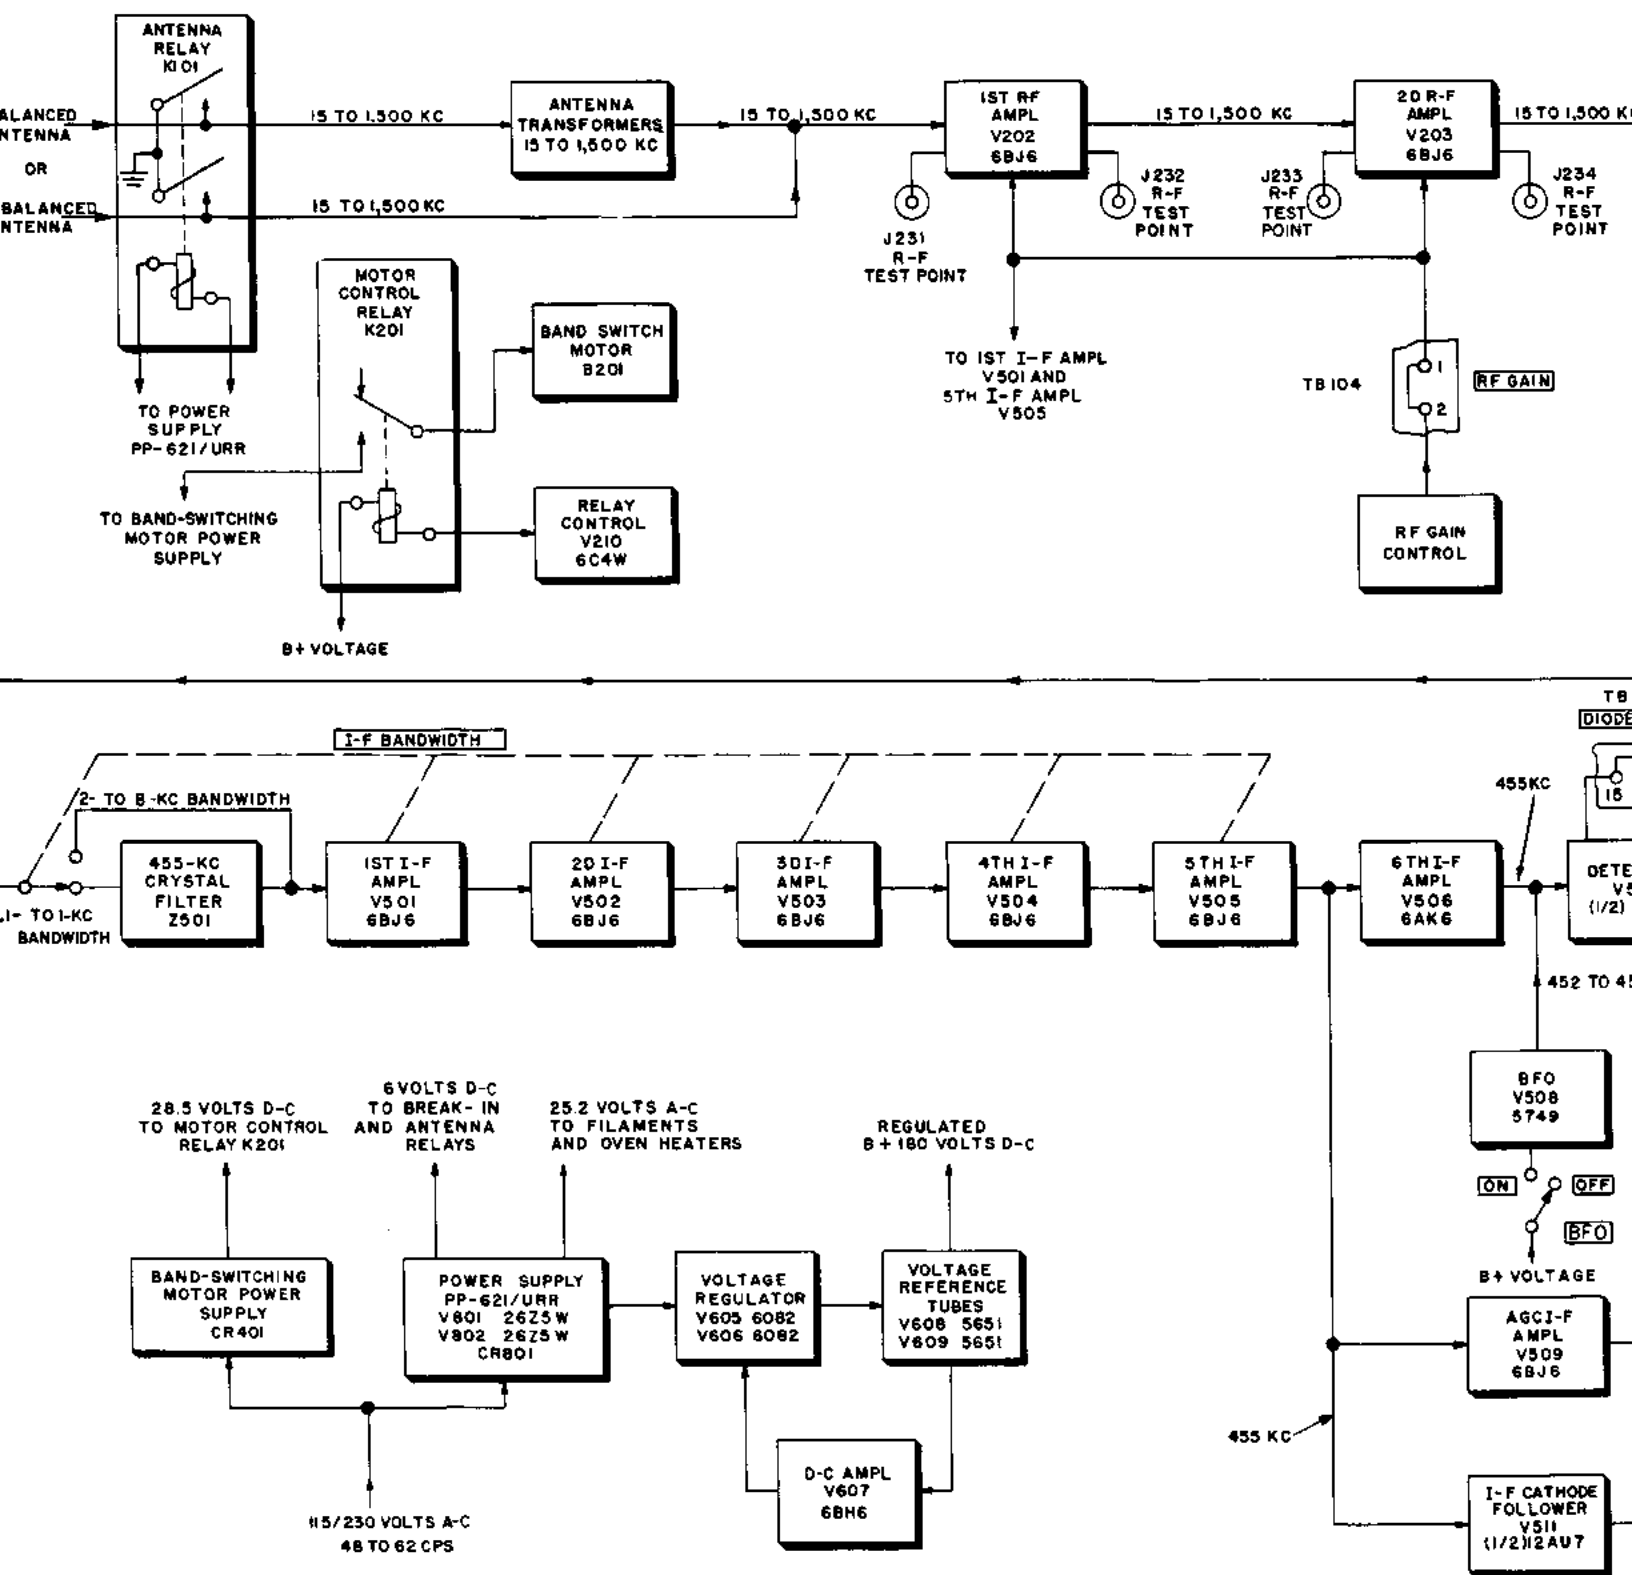 ANTENNA
RELAY
K101
ALANCED
NTENNA
OR
BALANCED
NTENNA
15 TO 1,500 KC
15 TO 1,500 KC
ANTENNA
TRANSFORMERS
15 TO 1,500 KC
15 TO 1,500 KC
1ST RF
AMPL
V202
6BJ6
15 TO 1,500 KC
2D R-F
AMPL
V203
6BJ6
15 TO 1,500 KC
J231
R-F
TEST POINT
J232
R-F
TEST
POINT
J233
R-F
TEST
POINT
J234
R-F
TEST
POINT
TO POWER
SUPPLY
PP-621/URR
MOTOR
CONTROL
RELAY
K201
BAND SWITCH
MOTOR
B201
TO BAND-SWITCHING
MOTOR POWER
SUPPLY
RELAY
CONTROL
V210
6C4W
B+ VOLTAGE
TO 1ST I-F AMPL
V501 AND
5TH I-F AMPL
V505
TB104
1
2
RF GAIN
RF GAIN
CONTROL
I-F BANDWIDTH
2- TO 8-KC BANDWIDTH
.1- TO 1-KC
BANDWIDTH
455-KC
CRYSTAL
FILTER
Z501
1ST I-F
AMPL
V501
6BJ6
2D I-F
AMPL
V502
6BJ6
3D I-F
AMPL
V503
6BJ6
4TH I-F
AMPL
V504
6BJ6
5TH I-F
AMPL
V505
6BJ6
6TH I-F
AMPL
V506
6AK6
455KC
TB
DIODE
15
DETE
V5
(1/2)
452 TO 45
BFO
V508
5749
ON
OFF
BFO
B+ VOLTAGE
AGC I-F
AMPL
V509
6BJ6
455 KC
I-F CATHODE
FOLLOWER
V511
(1/2)12AU7
28.5 VOLTS D-C
TO MOTOR CONTROL
RELAY K201
6 VOLTS D-C
TO BREAK-IN
AND ANTENNA
RELAYS
25.2 VOLTS A-C
TO FILAMENTS
AND OVEN HEATERS
REGULATED
B+ 180 VOLTS D-C
BAND-SWITCHING
MOTOR POWER
SUPPLY
CR401
POWER SUPPLY
PP-621/URR
V801 26Z5W
V802 26Z5W
CR801
VOLTAGE
REGULATOR
V605 6082
V606 6082
VOLTAGE
REFERENCE
TUBES
V608 5651
V609 5651
D-C AMPL
V607
6BH6
115/230 VOLTS A-C
48 TO 62 CPS